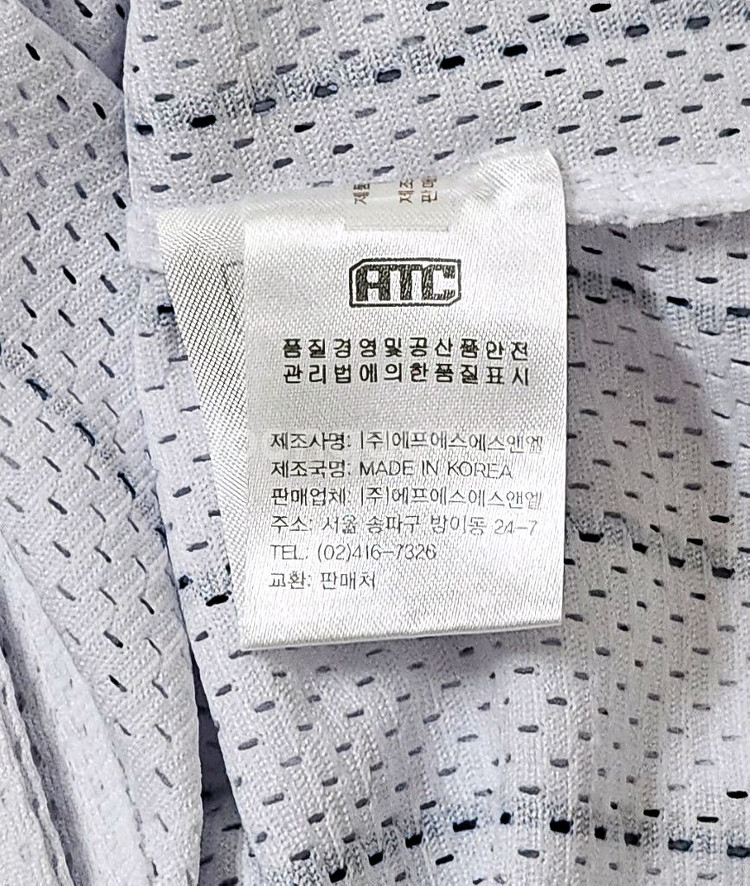 ATC
품질경영및공산품안전
관리법에의한품질표시
제조사명: (주)에프에스에스앤엘
제조국명: MADE IN KOREA
판매업체: (주)에프에스에스앤엘
주소: 서울 송파구 방이동 24-7
TEL. (02)416-7326
교환: 판매처